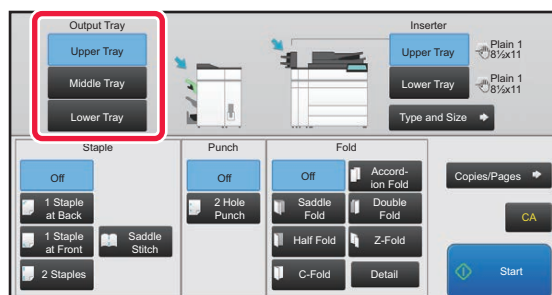 Output Tray
Upper Tray
Middle Tray
Lower Tray
Inserter
Upper Tray
Plain 1
8½x11
Lower Tray
Plain 1
8½x11
Type and Size
Staple
Off
1 Staple
at Back
1 Staple
at Front
Saddle
Stitch
2 Staples
Punch
Off
2 Hole
Punch
Fold
Off
Accord-
ion Fold
Saddle
Fold
Double
Fold
Half Fold
Z-Fold
C-Fold
Detail
Copies/Pages
CA
Start